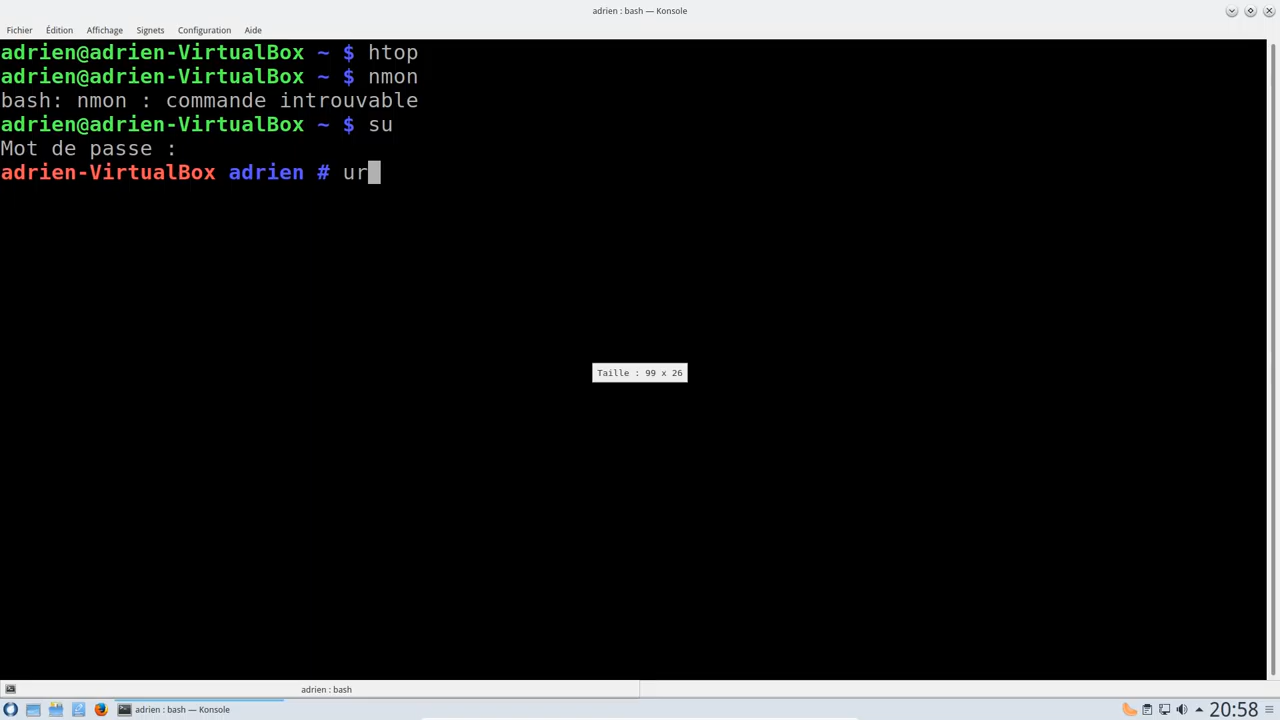 adrien : bash — Konsole
Fichier Édition Affichage Signets Configuration Aide
adrien@adrien-VirtualBox ~ $ htop
adrien@adrien-VirtualBox ~ $ nmon
bash: nmon : commande introuvable
adrien@adrien-VirtualBox ~ $ su
Mot de passe :
adrien-VirtualBox adrien # ur
Taille : 99 x 26
adrien : bash
adrien : bash — Konsole
20:58